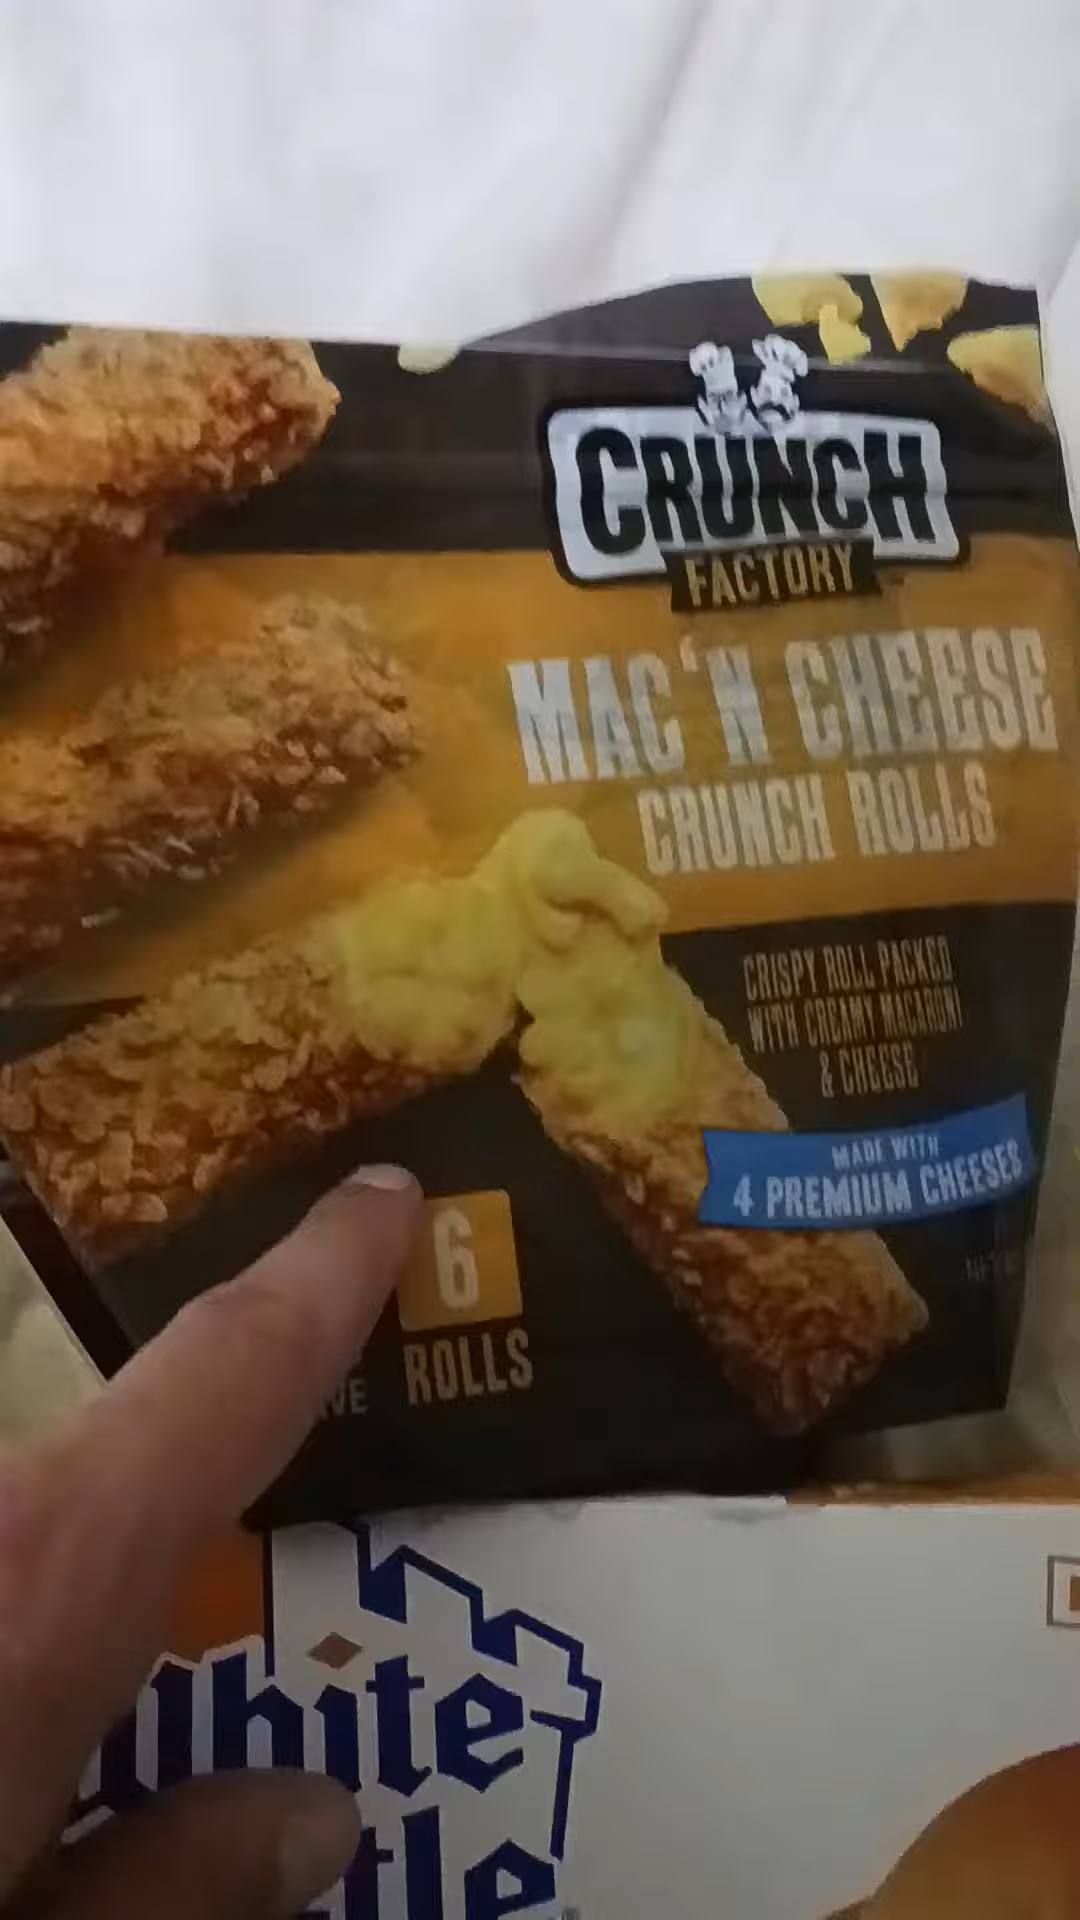 CRUNCH
FACTORY
MAC 'N CHEESE
CRUNCH ROLLS
CRISPY ROLL PACKED
WITH CREAMY MACARONI
& CHEESE
MADE WITH
4 PREMIUM CHEESES
6
ROLLS
White